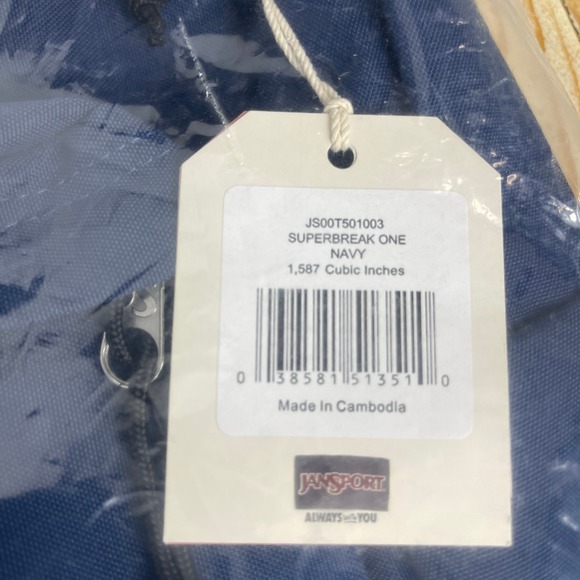 JS00T501003
SUPERBREAK ONE
NAVY
1,587 Cubic Inches
0 38581 51351 0
Made In Cambodia
JANSPORT
ALWAYS with YOU